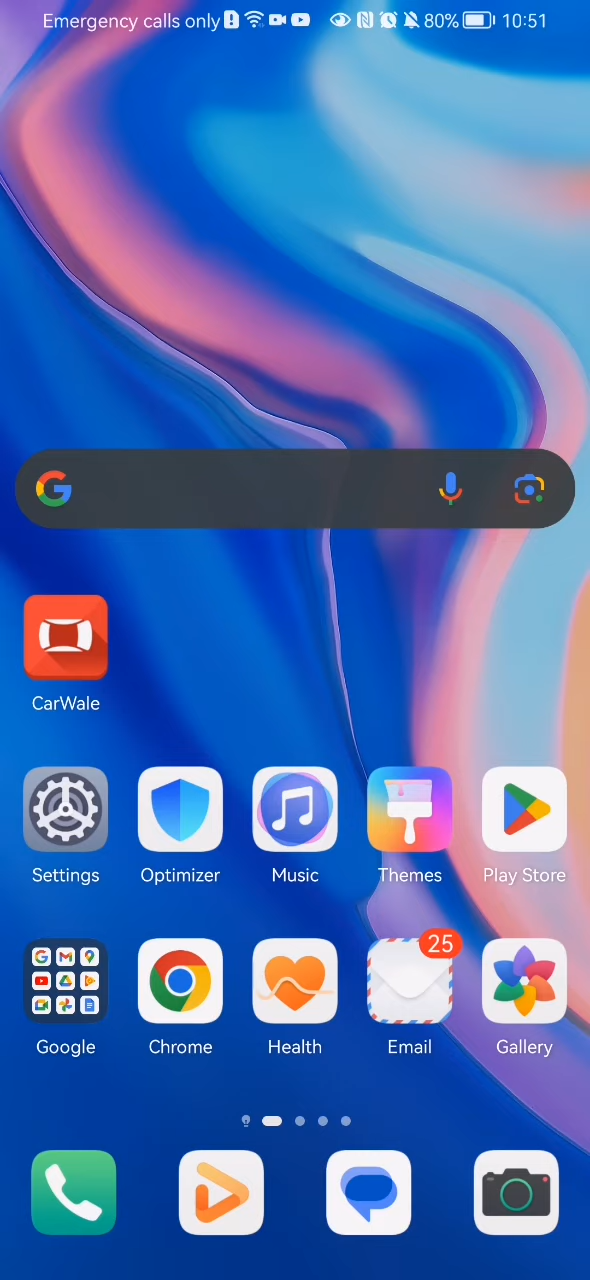 Emergency calls only 80% 10:51
CarWale
Settings Optimizer Music Themes Play Store
25
Google Chrome Health Email Gallery